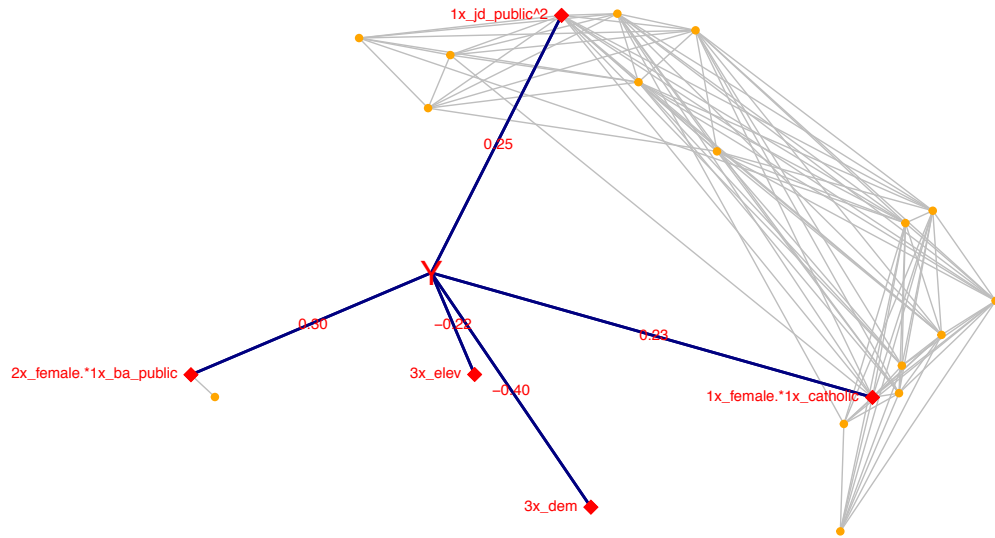 1x_jd_public^2
0.25
Y
0.30
−0.22
0.23
2x_female.*1x_ba_public
3x_elev
−0.40
1x_female.*1x_catholic
3x_dem